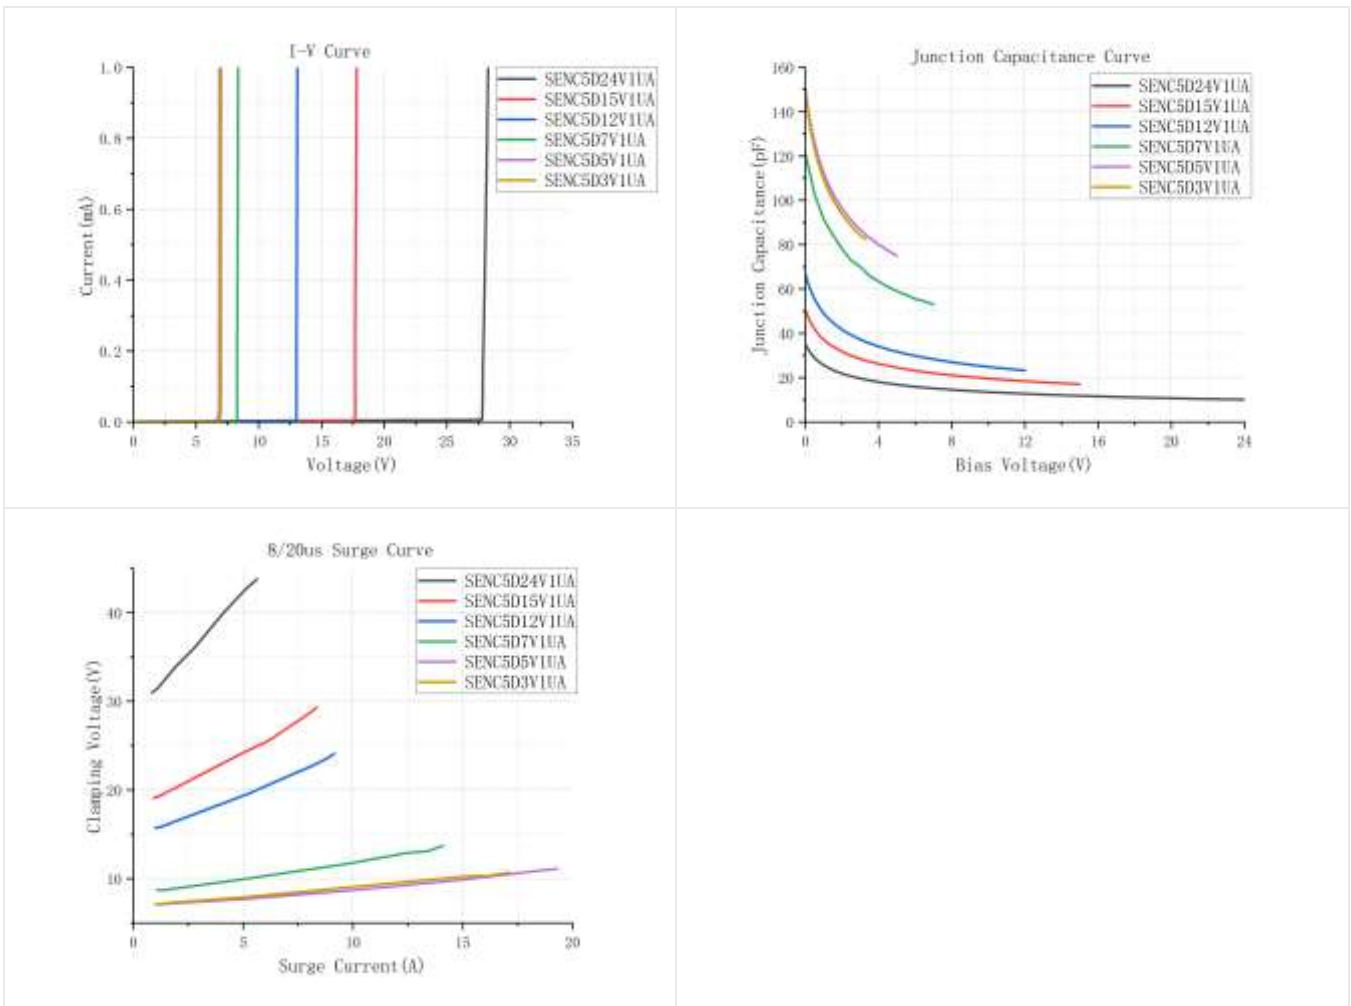 I-V Curve
1.0
0.8
0.6
0.4
0.2
0.0
Current(mA)
0 5 10 15 20 25 30 35
Voltage(V)
SENC5D24V1UA
SENC5D15V1UA
SENC5D12V1UA
SENC5D7V1UA
SENC5D5V1UA
SENC5D3V1UA
Junction Capacitance Curve
160
140
120
100
80
60
40
20
0
Junction Capacitance(pF)
0 4 8 12 16 20 24
Bias Voltage(V)
SENC5D24V1UA
SENC5D15V1UA
SENC5D12V1UA
SENC5D7V1UA
SENC5D5V1UA
SENC5D3V1UA
8/20us Surge Curve
40
30
20
10
Clamping Voltage(V)
0 5 10 15 20
Surge Current(A)
SENC5D24V1UA
SENC5D15V1UA
SENC5D12V1UA
SENC5D7V1UA
SENC5D5V1UA
SENC5D3V1UA